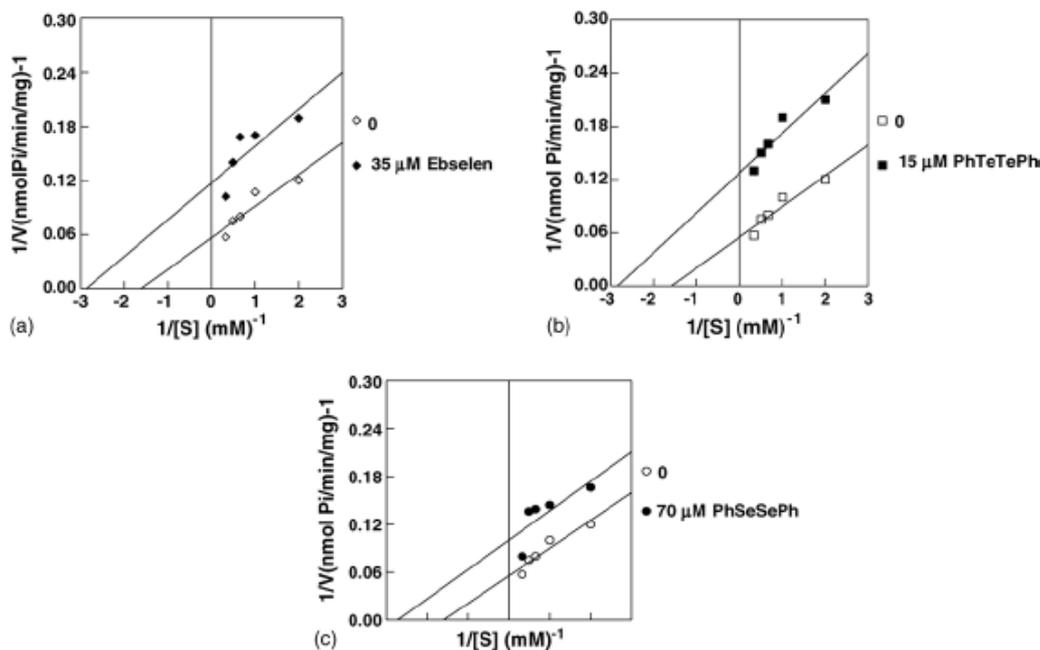 0.30
0.24
0.18
0.12
0.06
0.00
1/V(nmolPi/min/mg)-1
-3 -2 -1 0 1 2 3
1/[S] (mM)-1
(a)
0
35 µM Ebselen
0.30
0.24
0.18
0.12
0.06
0.00
1/V(nmol Pi/min/mg)-1
-3 -2 -1 0 1 2 3
1/[S] (mM)-1
(b)
0
15 µM PhTeTePh
0.30
0.24
0.18
0.12
0.06
0.00
1/V(nmol Pi/min/mg)-1
1/[S] (mM)-1
(c)
0
70 µM PhSeSePh